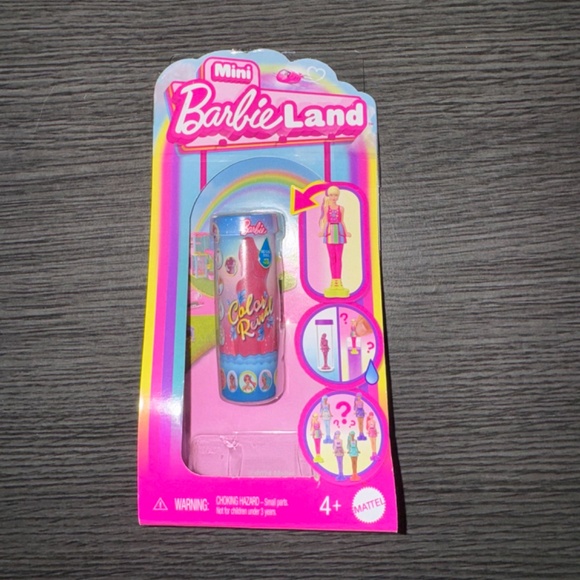 Mini
Barbie Land
Barbie
Color
Reveal
?
?
?
? ?
WARNING: CHOKING HAZARD – Small parts.
Not for children under 3 years.
4+
MATTEL